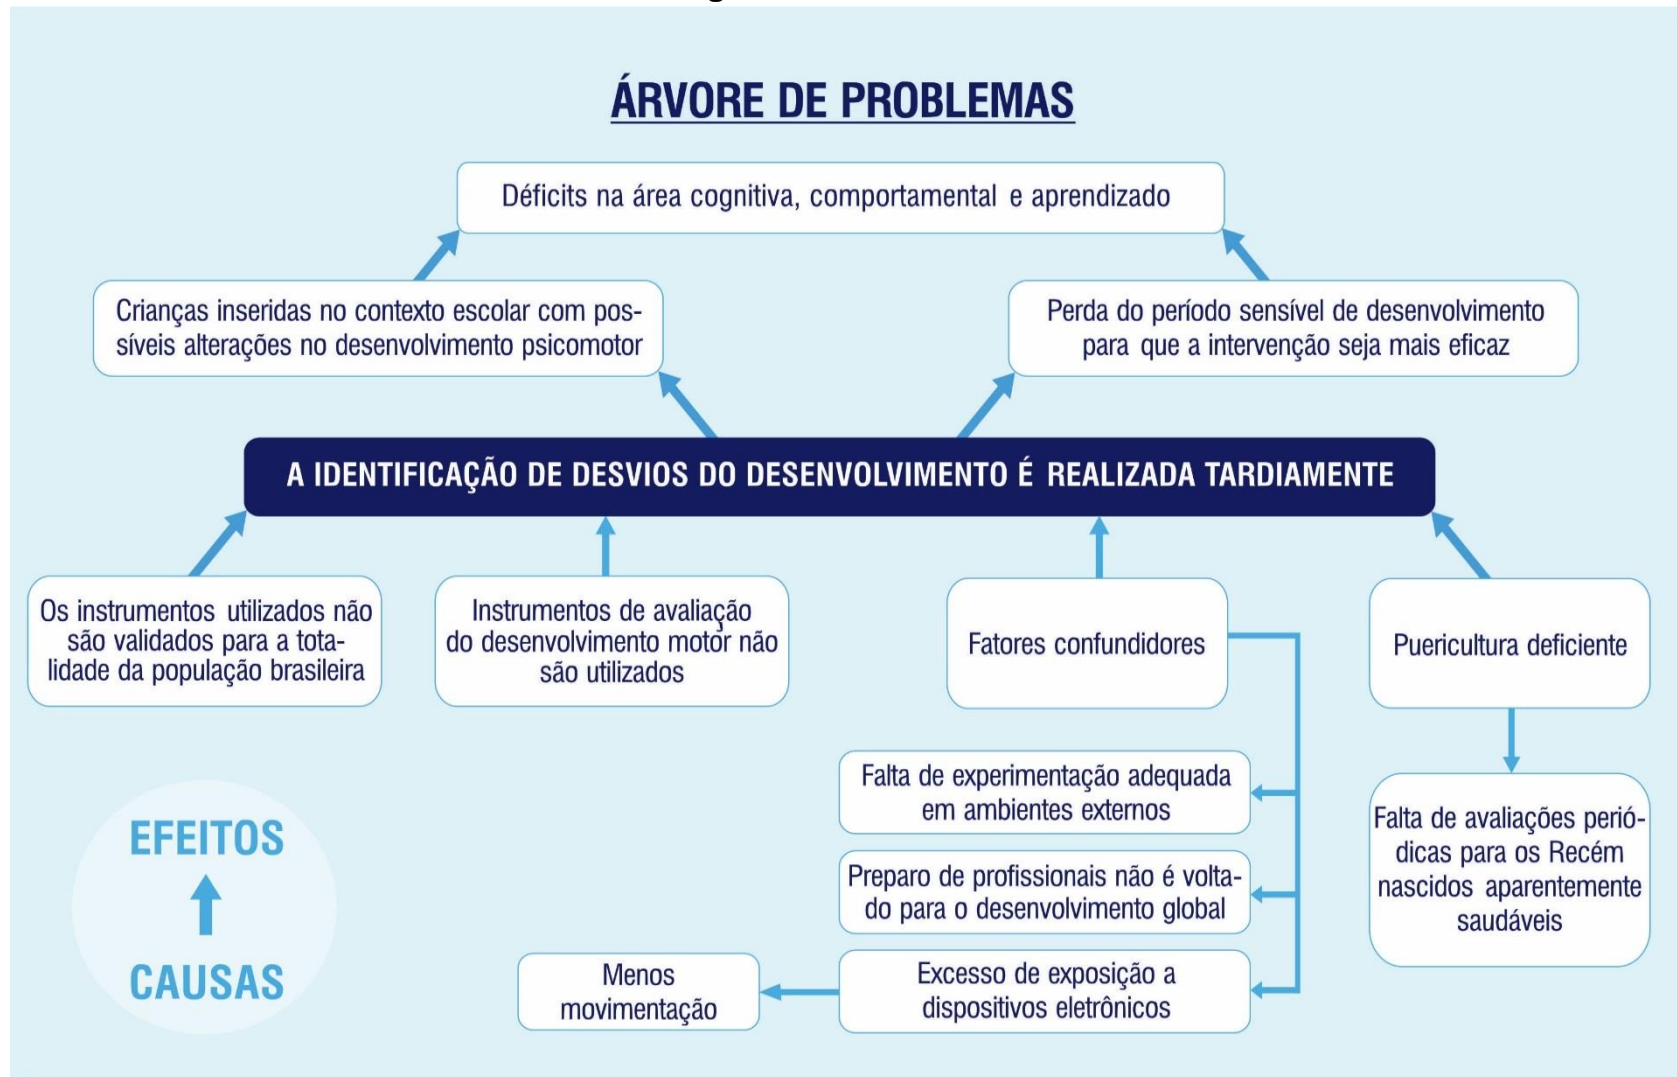 ÁRVORE DE PROBLEMAS
Déficits na área cognitiva, comportamental e aprendizado
Crianças inseridas no contexto escolar com pos-
síveis alterações no desenvolvimento psicomotor
Perda do período sensível de desenvolvimento
para que a intervenção seja mais eficaz
A IDENTIFICAÇÃO DE DESVIOS DO DESENVOLVIMENTO É REALIZADA TARDIAMENTE
Os instrumentos utilizados não
são validados para a tota-
lidade da população brasileira
Instrumentos de avaliação
do desenvolvimento motor não
são utilizados
Fatores confundidores
Puericultura deficiente
Falta de experimentação adequada
em ambientes externos
Preparo de profissionais não é volta-
do para o desenvolvimento global
Excesso de exposição a
dispositivos eletrônicos
Menos
movimentação
Falta de avaliações perió-
dicas para os Recém
nascidos aparentemente
saudáveis
EFEITOS
CAUSAS